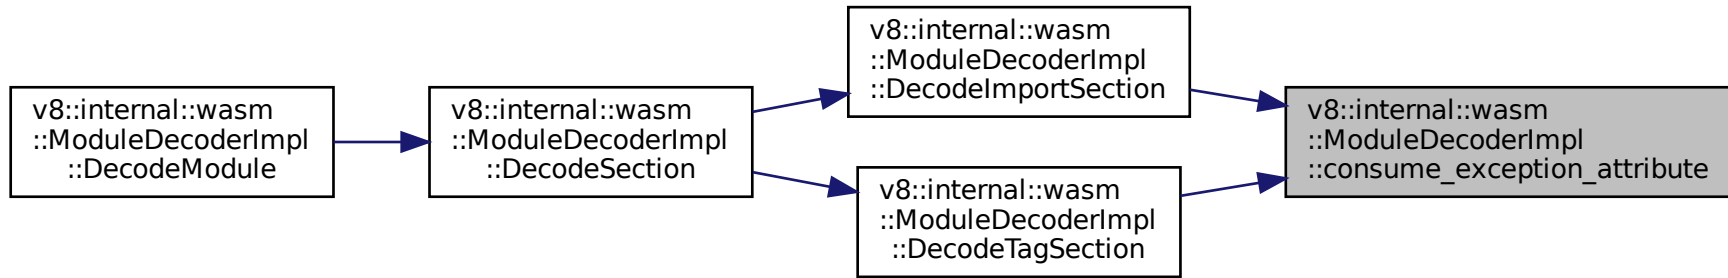 v8::internal::wasm
::ModuleDecoderImpl
::DecodeModule
v8::internal::wasm
::ModuleDecoderImpl
::DecodeSection
v8::internal::wasm
::ModuleDecoderImpl
::DecodeImportSection
v8::internal::wasm
::ModuleDecoderImpl
::DecodeTagSection
v8::internal::wasm
::ModuleDecoderImpl
::consume_exception_attribute